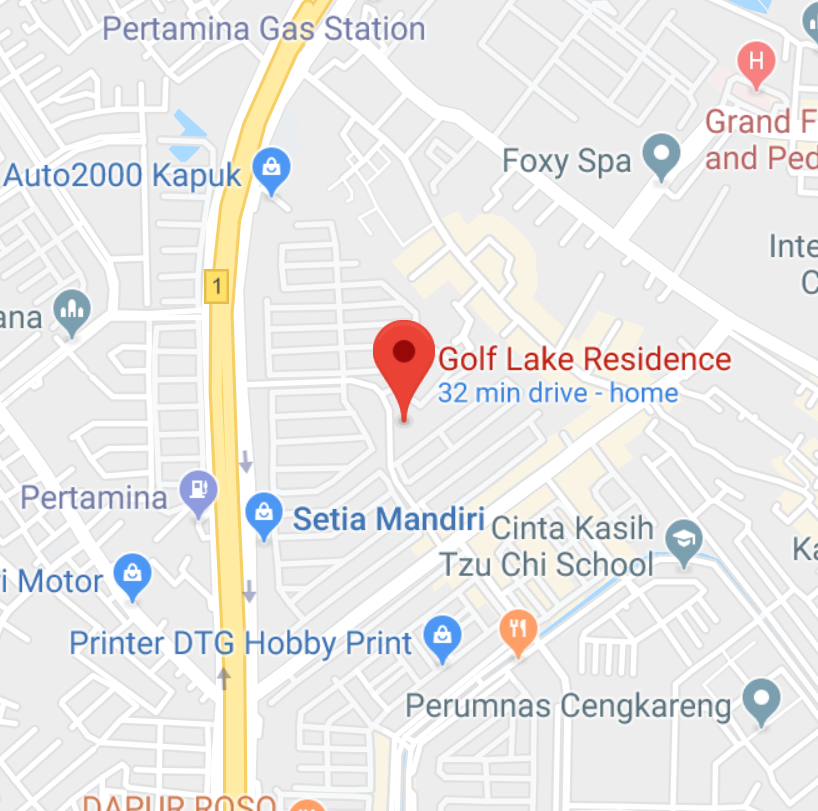 Pertamina Gas Station
H
Grand F
and Ped
Foxy Spa
Auto2000 Kapuk
Inte
C
1
ana
Golf Lake Residence
32 min drive - home
Pertamina
Setia Mandiri
Cinta Kasih
Tzu Chi School
Ka
i Motor
Printer DTG Hobby Print
Perumnas Cengkareng
DAPUR ROSO